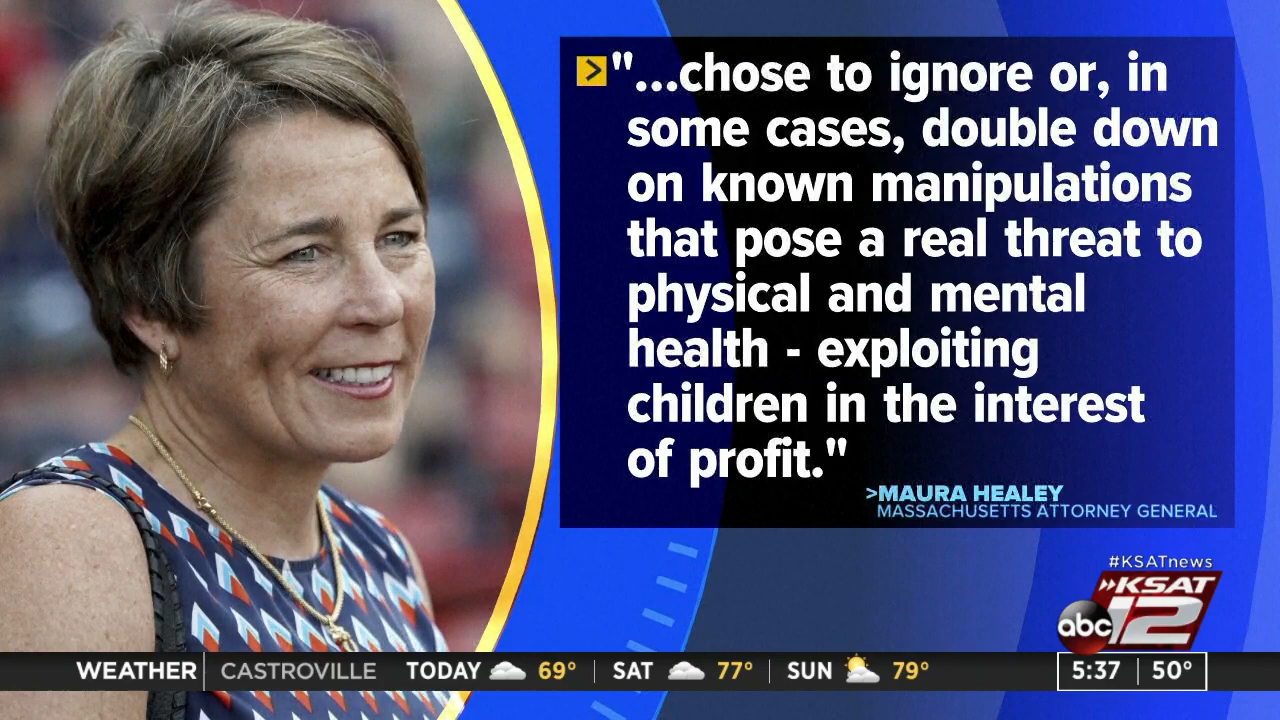 "...chose to ignore or, in
some cases, double down
on known manipulations
that pose a real threat to
physical and mental
health - exploiting
children in the interest
of profit."
>MAURA HEALEY
MASSACHUSETTS ATTORNEY GENERAL
#KSATnews
KSAT
abc 12
WEATHER CASTROVILLE TODAY 69° SAT 77° SUN 79° 5:37 50°